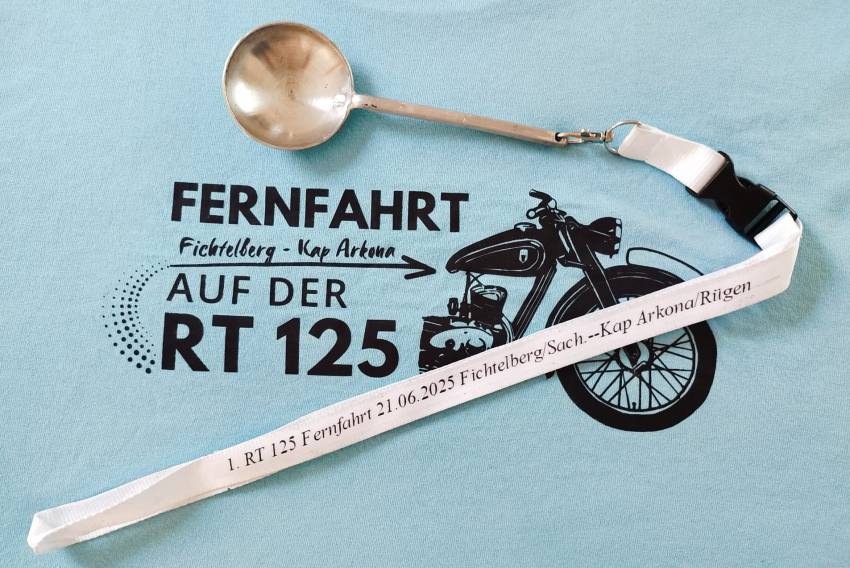 FERNFAHRT
Fichtelberg - Kap Arkona
AUF DER
RT 125
1. RT 125 Fernfahrt 21.06.2025 Fichtelberg/Sach.--Kap Arkona/Rügen